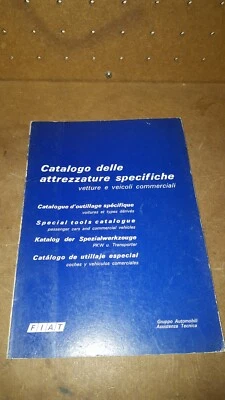 Catalogo delle
attrezzature specifiche
vetture e veicoli commerciali
Catalogue d'outillage spécifique
voitures et types dérivés
Special tools catalogue
passenger cars and commercial vehicles
Katalog der Spezialwerkzeuge
PKW u. Transporter
Catálogo de utillaje especial
coches y vehículos comerciales
FIAT
Gruppo Automobili
Assistenza Tecnica